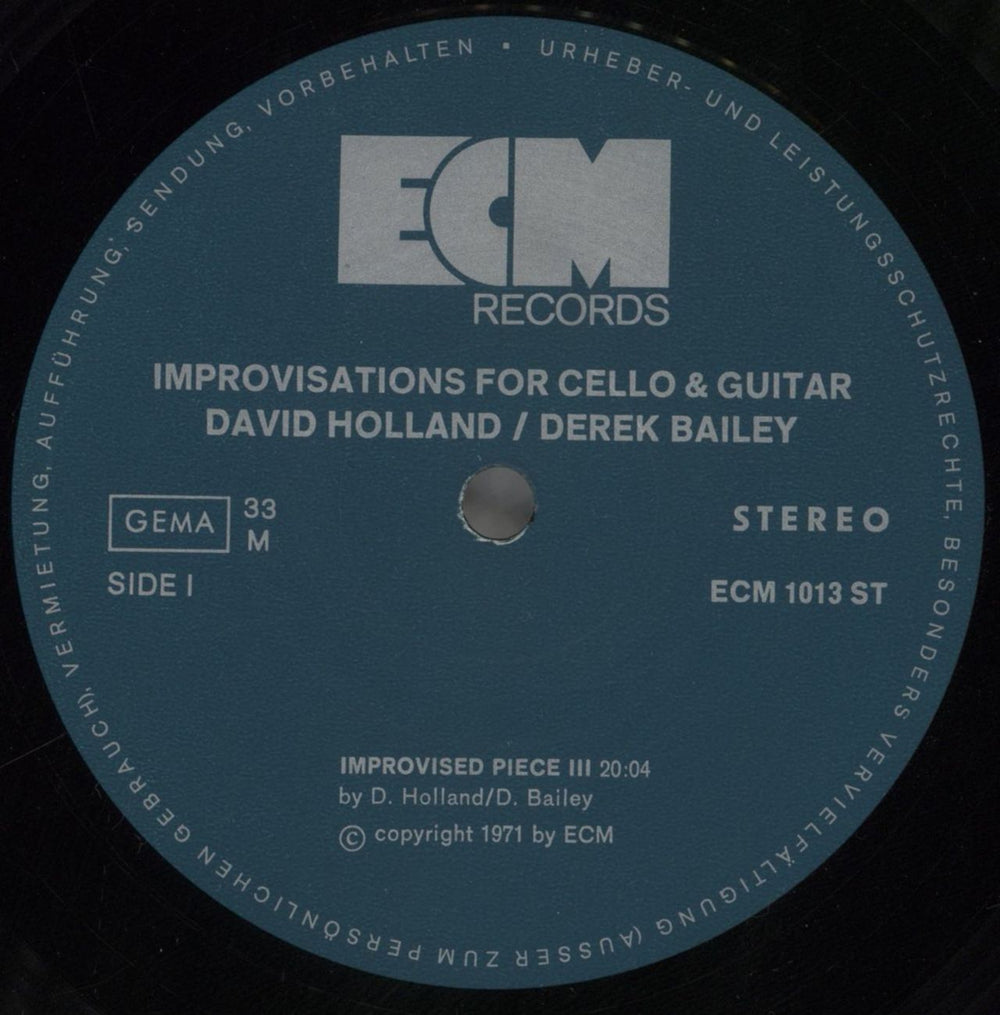 URHEBER- UND LEISTUNGSSCHUTZRECHTE, BESONDERS VERVIELFÄLTIGUNG (AUSSER ZUM PERSÖNLICHEN GEBRAUCH), VERMIETUNG, AUFFÜHRUNG, SENDUNG, VORBEHALTEN ▪
ECM
RECORDS
IMPROVISATIONS FOR CELLO & GUITAR
DAVID HOLLAND / DEREK BAILEY
GEMA 33
M
STEREO
SIDE I
ECM 1013 ST
IMPROVISED PIECE III 20:04
by D. Holland/D. Bailey
© copyright 1971 by ECM